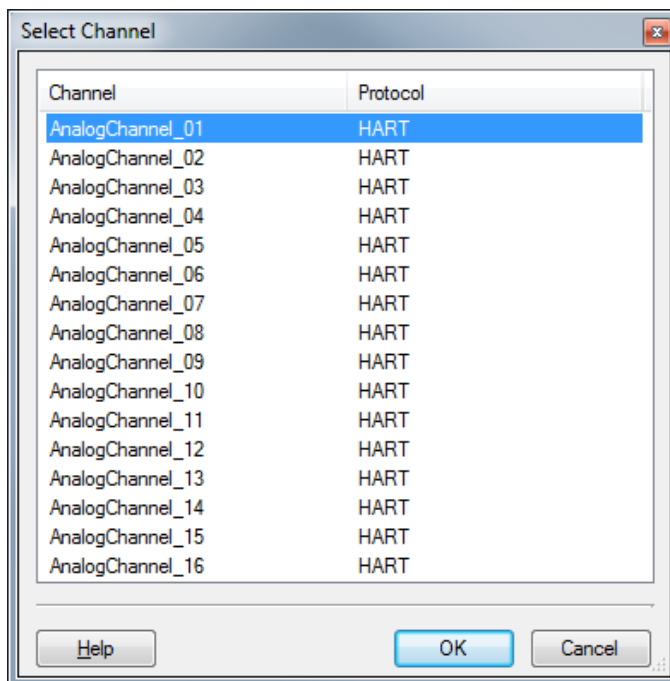 Select Channel
Channel Protocol
AnalogChannel_01 HART
AnalogChannel_02 HART
AnalogChannel_03 HART
AnalogChannel_04 HART
AnalogChannel_05 HART
AnalogChannel_06 HART
AnalogChannel_07 HART
AnalogChannel_08 HART
AnalogChannel_09 HART
AnalogChannel_10 HART
AnalogChannel_11 HART
AnalogChannel_12 HART
AnalogChannel_13 HART
AnalogChannel_14 HART
AnalogChannel_15 HART
AnalogChannel_16 HART
Help OK Cancel